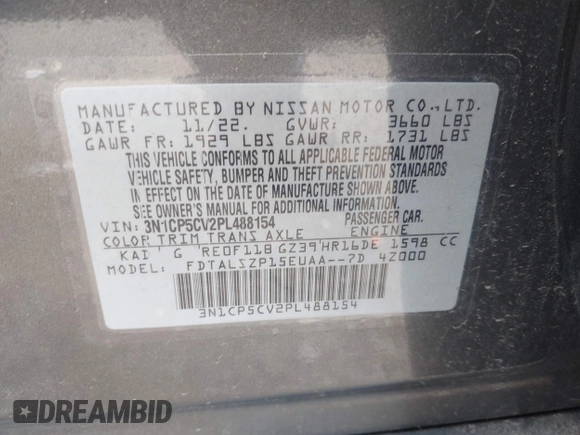 MANUFACTURED BY NISSAN MOTOR CO.,LTD.
DATE: 11/22. GVWR: 3660 LBS
GAWR FR: 1929 LBS GAWR RR: 1731 LBS
THIS VEHICLE CONFORMS TO ALL APPLICABLE FEDERAL MOTOR
VEHICLE SAFETY, BUMPER AND THEFT PREVENTION STANDARDS
IN EFFECT ON THE DATE OF MANUFACTURE SHOWN ABOVE.
SEE OWNER'S MANUAL FOR ADDITIONAL INFORMATION
VIN: 3N1CP5CV2PL488154 PASSENGER CAR.
COLOR TRIM TRANS AXLE ENGINE
KAI G RE0F11B GZ39 HR16DE 1598 CC
MODEL: FDTALSZP15EUAA--7D 4Z000
3N1CP5CV2PL488154
DREAMBID